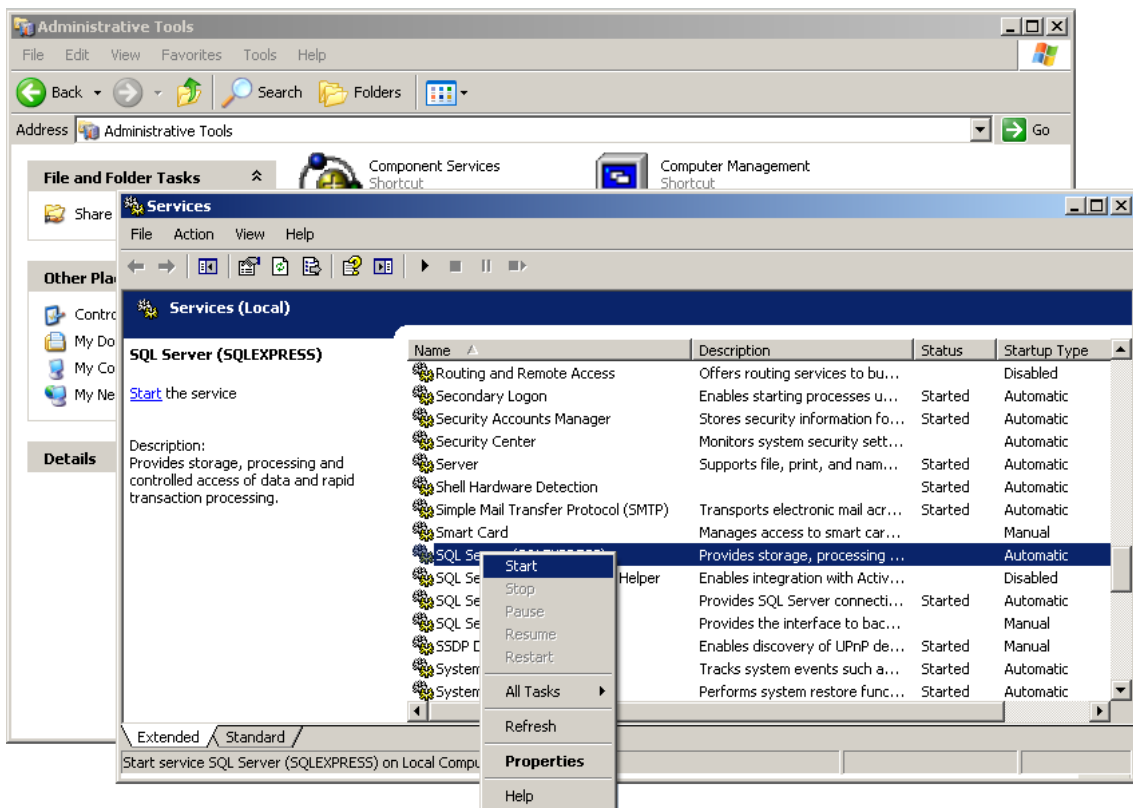 Administrative Tools
File Edit View Favorites Tools Help
Back Search Folders
Address Administrative Tools Go
File and Folder Tasks
Share
Other Pla
Contro
My Do
My Co
My Ne
Details
Component Services
Shortcut
Computer Management
Shortcut
Services
File Action View Help
Services (Local)
SQL Server (SQLEXPRESS)
Start the service
Description:
Provides storage, processing and
controlled access of data and rapid
transaction processing.
Name Description Status Startup Type
Routing and Remote Access Offers routing services to bu... Disabled
Secondary Logon Enables starting processes u... Started Automatic
Security Accounts Manager Stores security information fo... Started Automatic
Security Center Monitors system security sett... Automatic
Server Supports file, print, and nam... Started Automatic
Shell Hardware Detection Started Automatic
Simple Mail Transfer Protocol (SMTP) Transports electronic mail acr... Started Automatic
Smart Card Manages access to smart car... Manual
SQL Se Provides storage, processing ... Automatic
SQL Se Helper Enables integration with Activ... Disabled
SQL Se Provides SQL Server connecti... Started Automatic
SQL Se Provides the interface to bac... Manual
SSDP D Enables discovery of UPnP de... Started Manual
System Tracks system events such a... Started Automatic
System Performs system restore func... Started Automatic
Start
Stop
Pause
Resume
Restart
All Tasks
Refresh
Properties
Help
Extended Standard
Start service SQL Server (SQLEXPRESS) on Local Compu